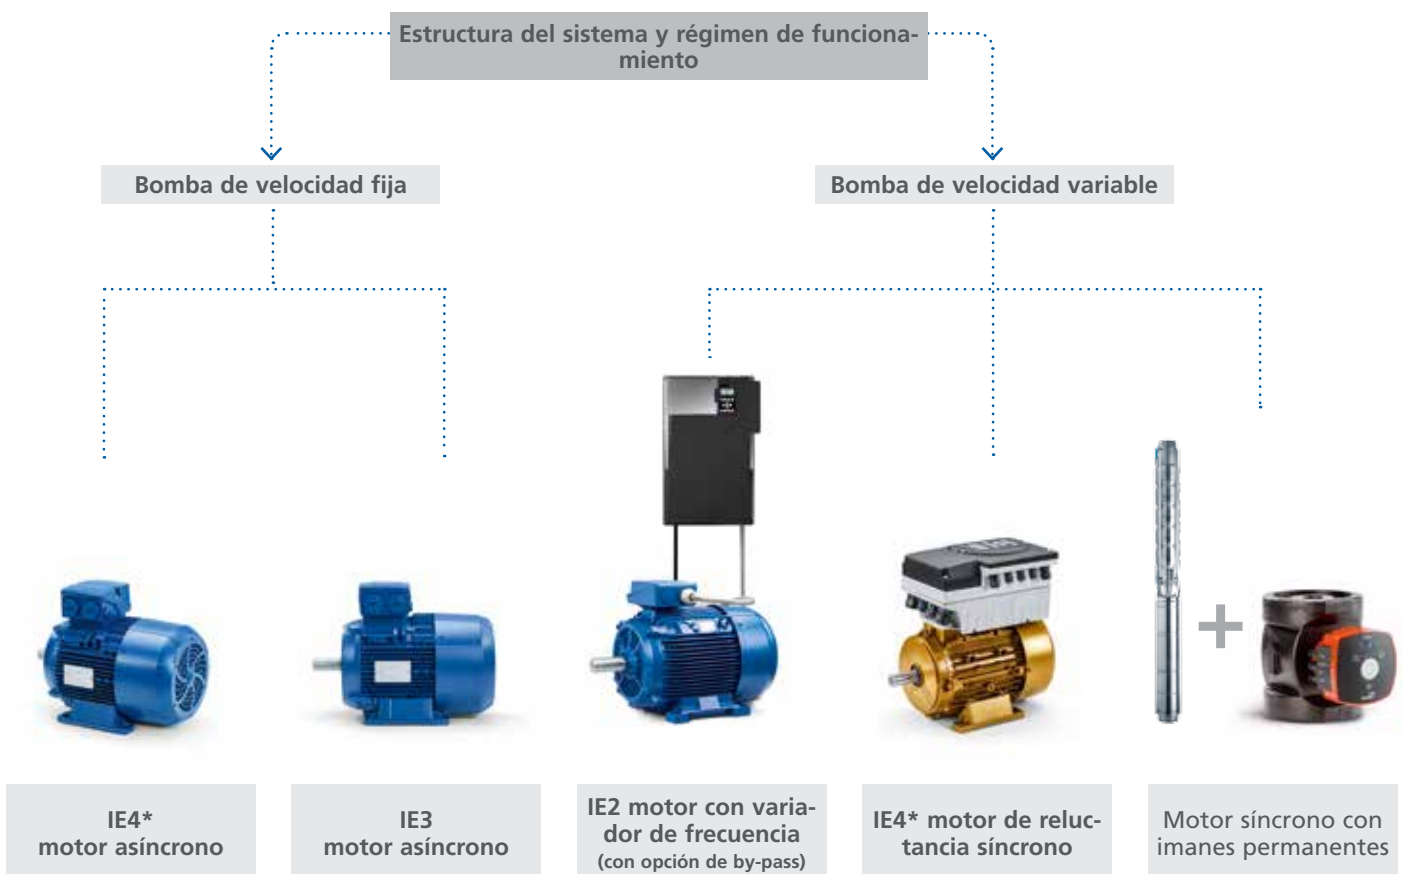 Estructura del sistema y régimen de funciona-
miento
Bomba de velocidad fija
Bomba de velocidad variable
IE4*
motor asíncrono
IE3
motor asíncrono
IE2 motor con varia-
dor de frecuencia
(con opción de by-pass)
IE4* motor de reluc-
tancia síncrono
Motor síncrono con
imanes permanentes